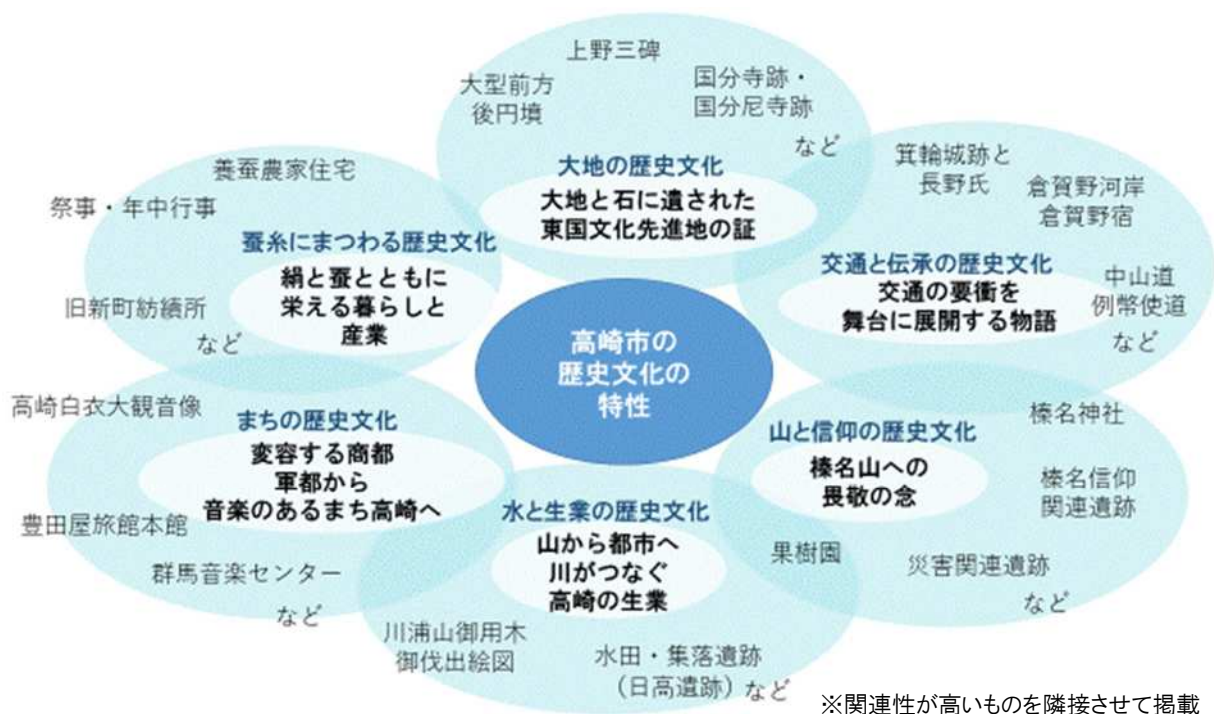 高崎市の
歴史文化の
特性
大地の歴史文化
大地と石に遺された
東国文化先進地の証
上野三碑
大型前方
後円墳
国分寺跡・
国分尼寺跡
など
交通と伝承の歴史文化
交通の要衝を
舞台に展開する物語
箕輪城跡と
長野氏
倉賀野河岸
倉賀野宿
中山道
例幣使道
など
山と信仰の歴史文化
榛名山への
畏敬の念
榛名神社
榛名信仰
関連遺跡
災害関連遺跡
など
果樹園
水と生業の歴史文化
山から都市へ
川がつなぐ
高崎の生業
川浦山御用木
御伐出絵図
水田・集落遺跡
（日高遺跡）など
まちの歴史文化
変容する商都
軍都から
音楽のあるまち高崎へ
高崎白衣大観音像
豊田屋旅館本館
群馬音楽センター
など
蚕糸にまつわる歴史文化
絹と蚕とともに
栄える暮らしと
産業
養蚕農家住宅
祭事・年中行事
旧新町紡績所
など
※関連性が高いものを隣接させて掲載